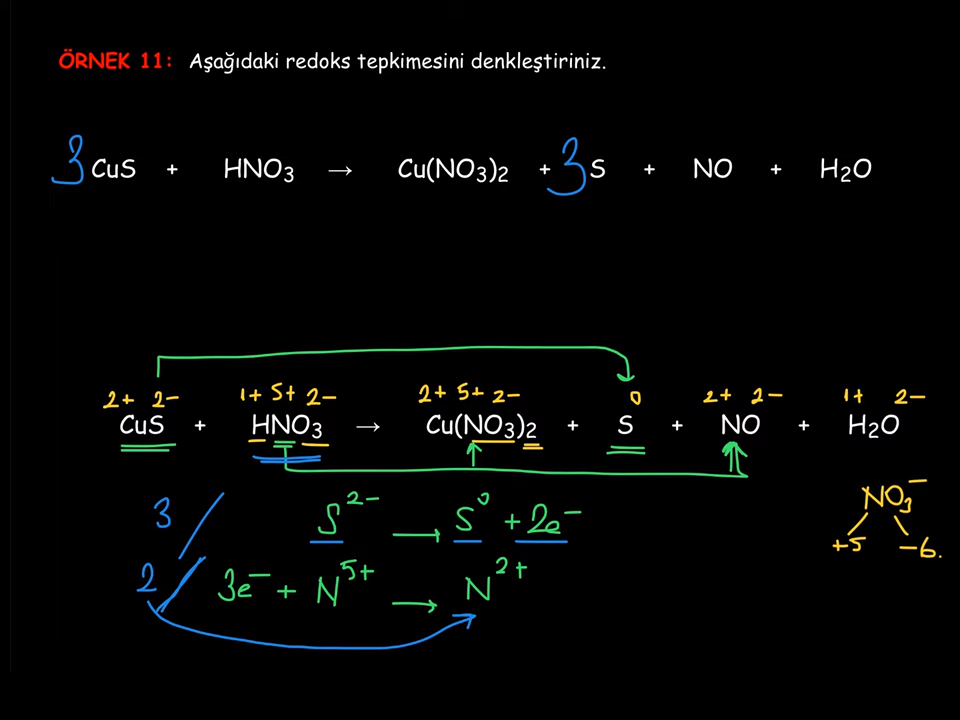 ÖRNEK 11: Aşağıdaki redoks tepkimesini denkleştiriniz.
3 CuS + HNO3 → Cu(NO3)2 + 3 S + NO + H2O
2+ 2- 1+ 5+ 2- 2+ 5+ 2- 0 2+ 2- 1+ 2-
CuS + HNO3 → Cu(NO3)2 + S + NO + H2O
NO3-
+5 -6.
3/ S2- → S0 + 2e-
2/ 3e- + N5+ → N2+